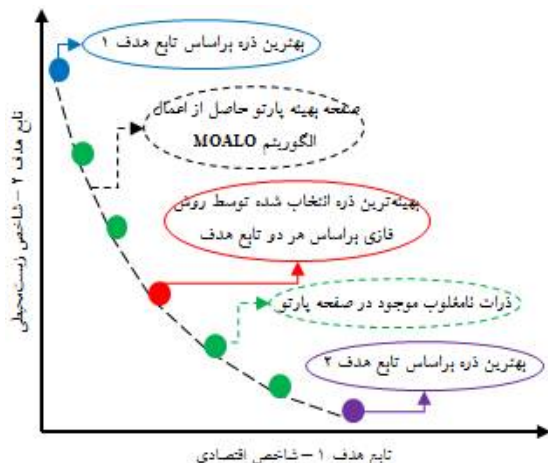 بهترین ذره براساس تابع هدف ۱
صفحه بهینه پارتو حاصل از اعمال
الگوریتم MOALO
بهینه‌ترین ذره انتخاب شده توسط روش
فازی براساس هر دو تابع هدف
ذرات نامغلوب موجود در صفحه پارتو
بهترین ذره براساس تابع هدف ۲
تابع هدف ۲ – شاخص زیست‌محیطی
تابع هدف ۱ – شاخص اقتصادی